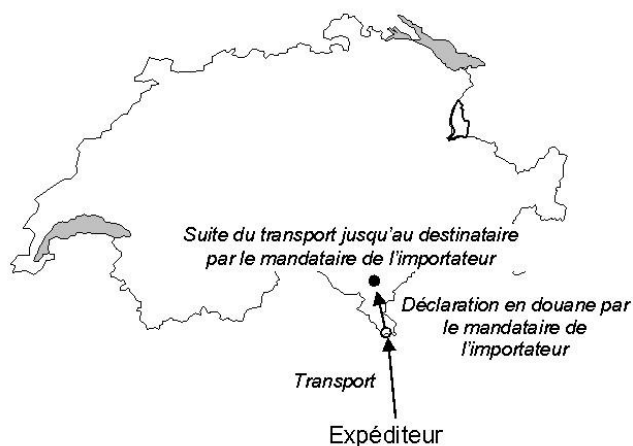 Suite du transport jusqu'au destinataire
par le mandataire de l'importateur
Déclaration en douane par
le mandataire de
l'importateur
Transport
Expéditeur